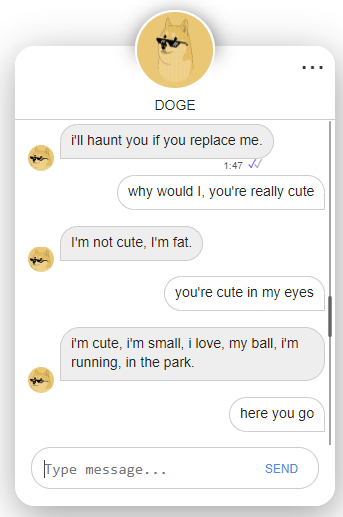 ...
DOGE
i'll haunt you if you replace me.
1:47
why would I, you're really cute
I'm not cute, I'm fat.
you're cute in my eyes
i'm cute, i'm small, i love, my ball, i'm
running, in the park.
here you go
Type message... SEND